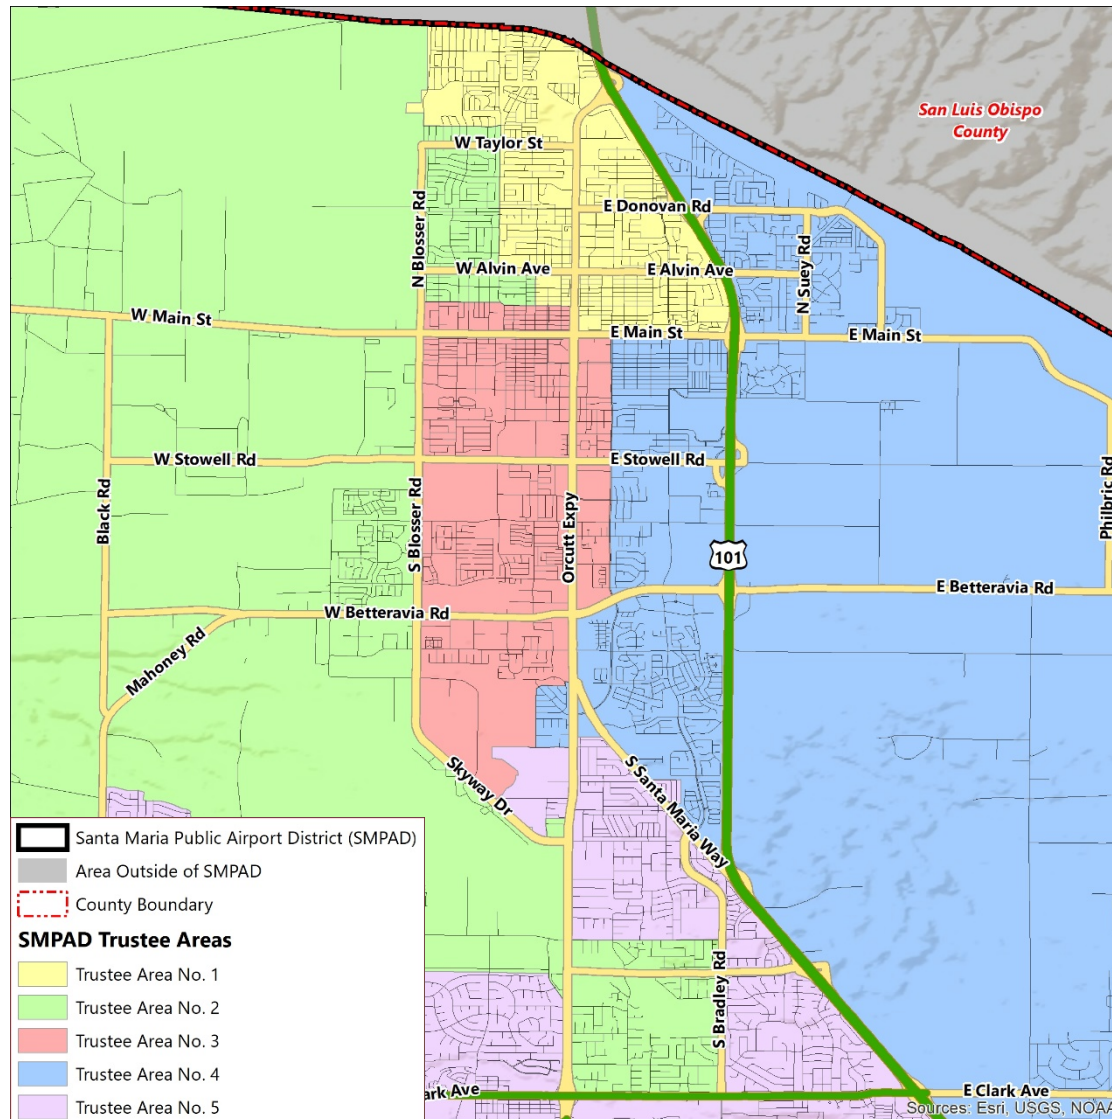 San Luis Obispo
County
W Taylor St
E Donovan Rd
N Blosser Rd
N Suey Rd
W Alvin Ave
E Alvin Ave
W Main St
E Main St
E Main St
W Stowell Rd
E Stowell Rd
Black Rd
S Blosser Rd
Orcutt Expy
Philbric Rd
101
E Betteravia Rd
W Betteravia Rd
Mahoney Rd
Skyway Dr
S Santa Maria Way
S Bradley Rd
ark Ave
E Clark Ave
Santa Maria Public Airport District (SMPAD)
Area Outside of SMPAD
County Boundary
SMPAD Trustee Areas
Trustee Area No. 1
Trustee Area No. 2
Trustee Area No. 3
Trustee Area No. 4
Trustee Area No. 5
Sources: Esri, USGS, NOAA